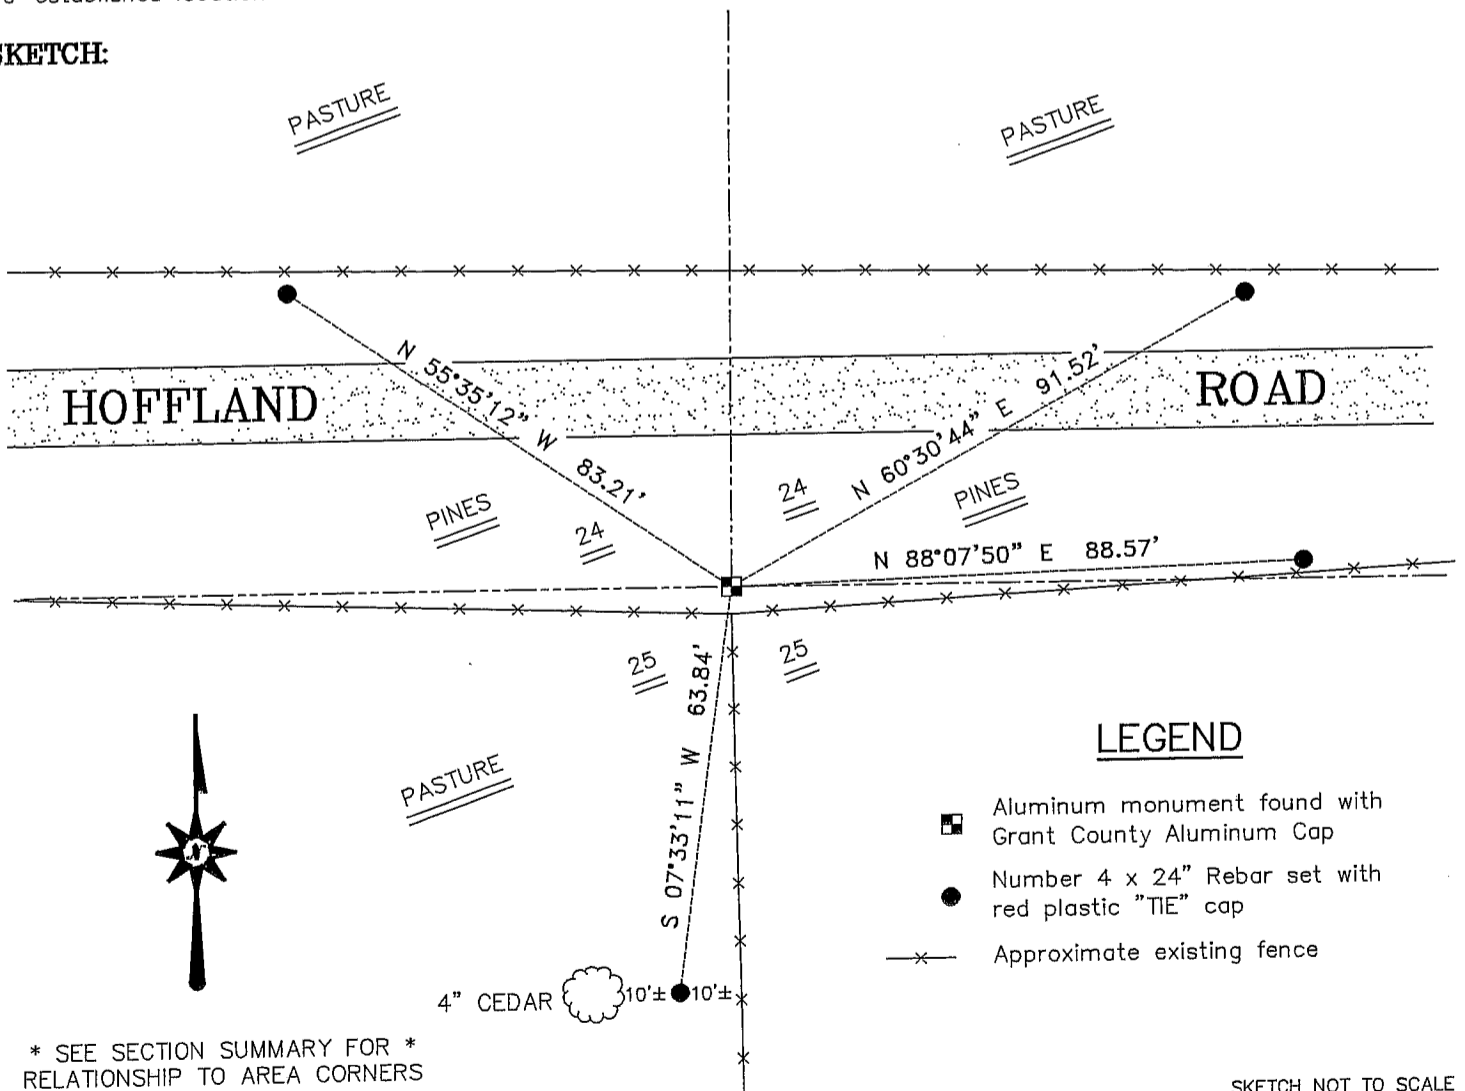 SKETCH:
PASTURE
PASTURE
HOFFLAND
ROAD
N 55°35'12" W 83.21'
N 60°30'44" E 91.52'
PINES
24
24
PINES
N 88°07'50" E 88.57'
25
25
S 07°33'11" W 63.84'
PASTURE
N
LEGEND
Aluminum monument found with
Grant County Aluminum Cap
Number 4 x 24" Rebar set with
red plastic "TIE" cap
Approximate existing fence
4" CEDAR 10'± 10'±
* SEE SECTION SUMMARY FOR *
RELATIONSHIP TO AREA CORNERS
SKETCH NOT TO SCALE